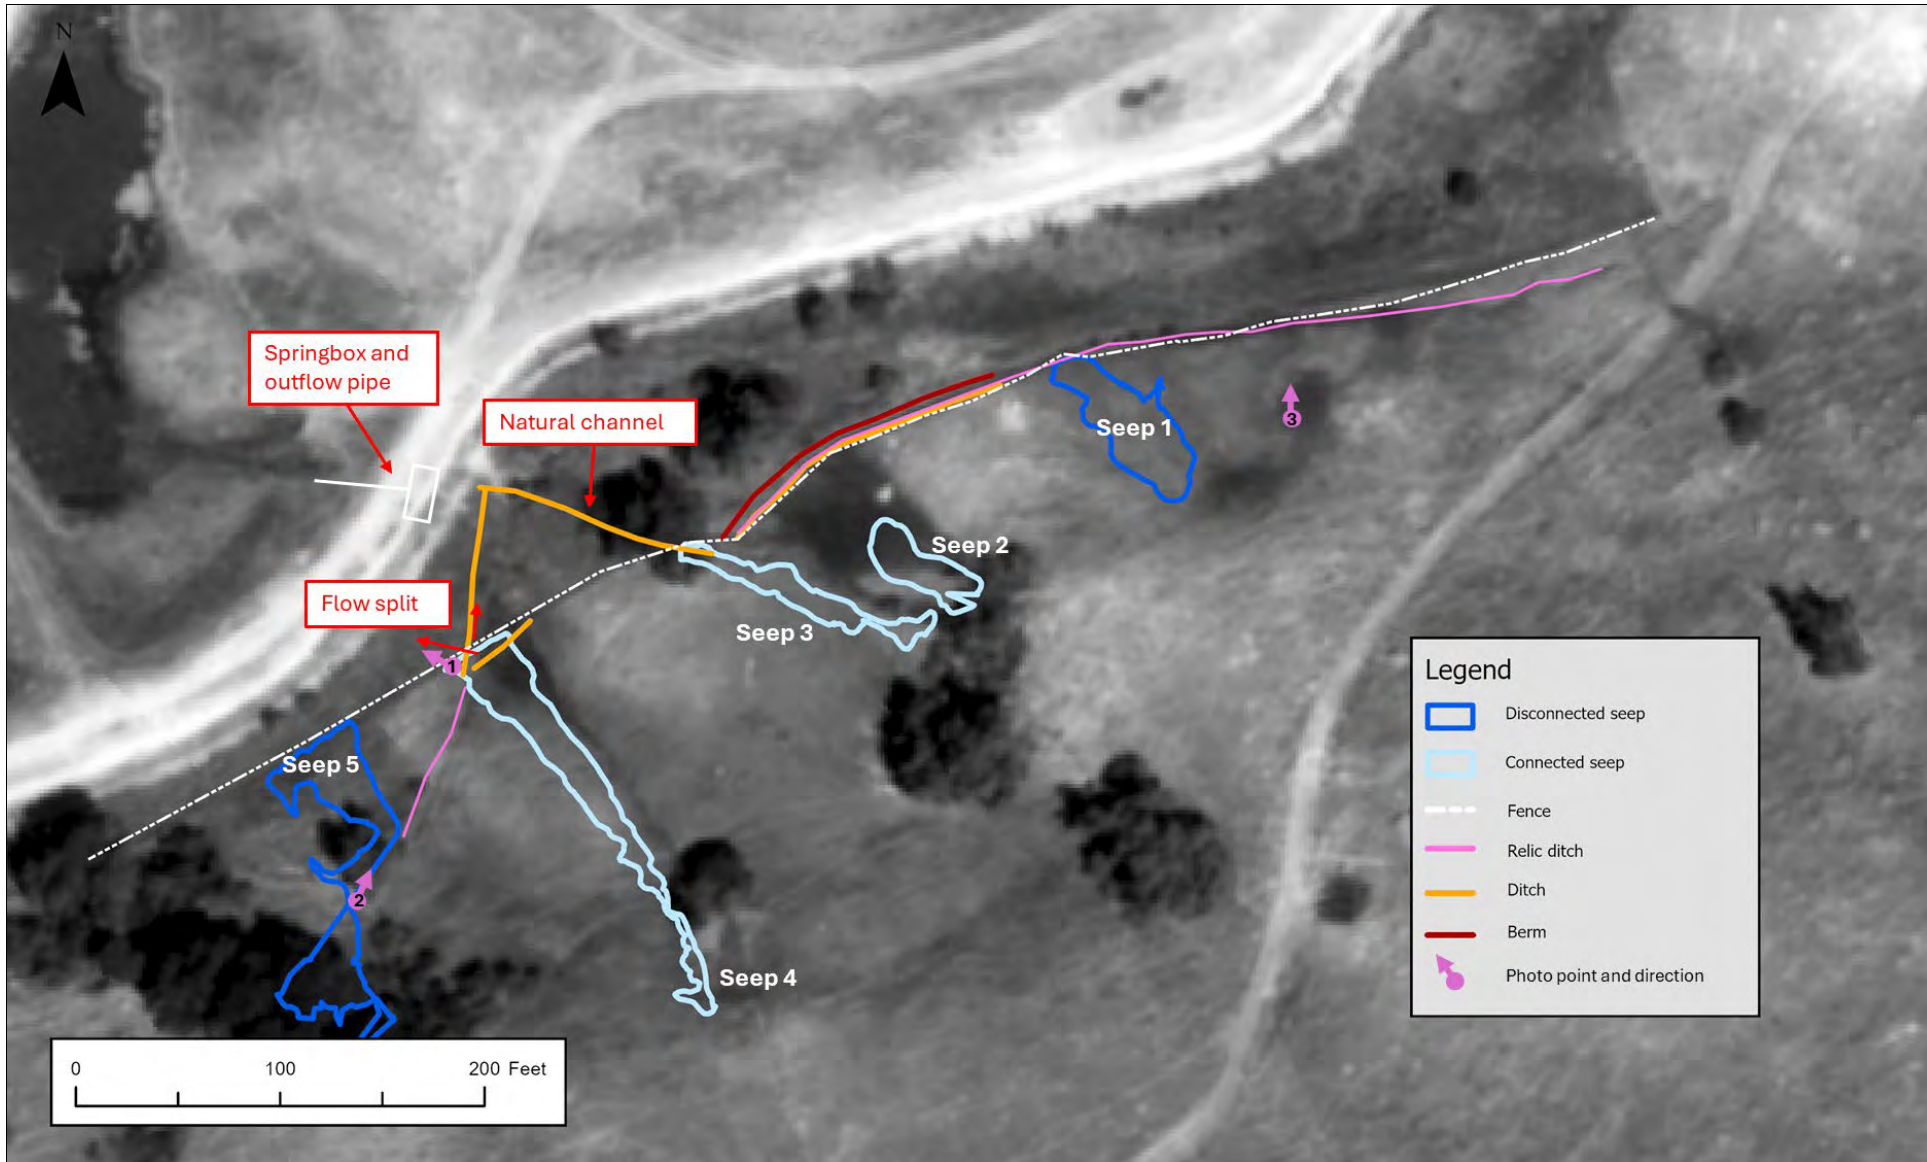 N
Springbox and
outflow pipe
Natural channel
Seep 1
3
Seep 2
Flow split
Seep 3
1
Seep 5
2
Seep 4
Legend
Disconnected seep
Connected seep
Fence
Relic ditch
Ditch
Berm
Photo point and direction
0 100 200 Feet